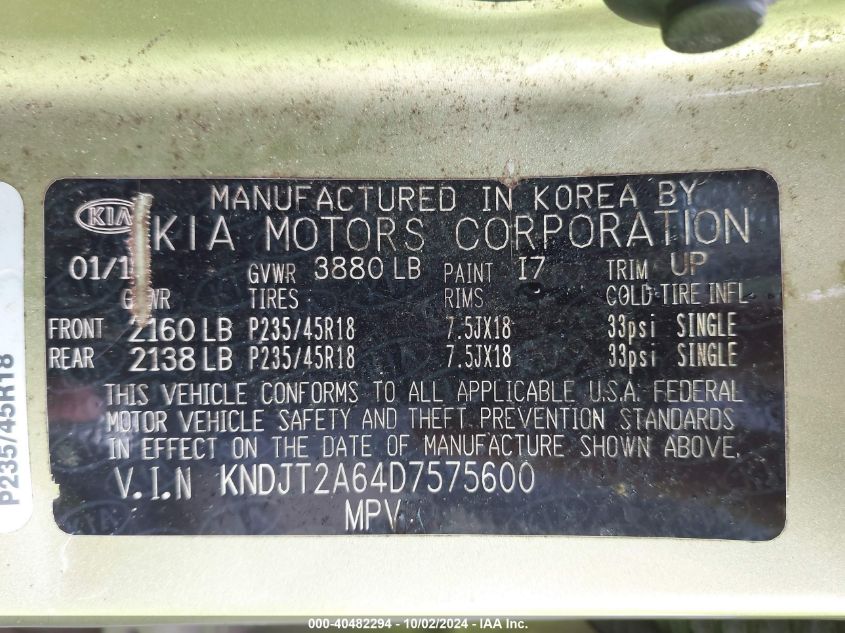 MANUFACTURED IN KOREA BY
KIA KIA MOTORS CORPORATION
GVWR 3880 LB PAINT I7 TRIM UP
TIRES: RIMS COLD TIRE INFL
FRONT 2160 LB P235/45R18 7.5JX18 33psi SINGLE
REAR 2138 LB P235/45R18 7.5JX18 33psi SINGLE
THIS VEHICLE CONFORMS TO ALL APPLICABLE U.S.A. FEDERAL
MOTOR VEHICLE SAFETY AND THEFT PREVENTION STANDARDS
IN EFFECT ON THE DATE OF MANUFACTURE SHOWN ABOVE.
V.I.N KNDJT2A64D7575600
MPV
P235/45R18
000-40482294 - 10/02/2024 - IAA Inc.